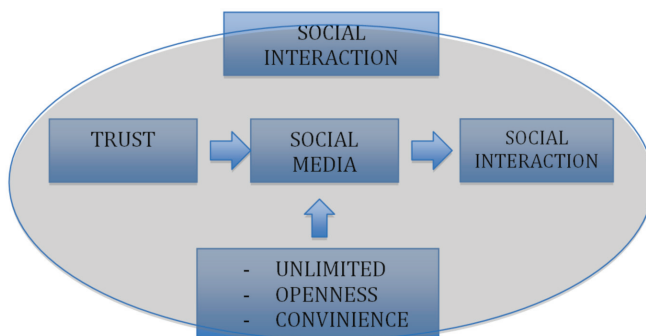 SOCIAL
INTERACTION
TRUST
SOCIAL
MEDIA
SOCIAL
INTERACTION
- UNLIMITED
- OPENNESS
- CONVINIENCE